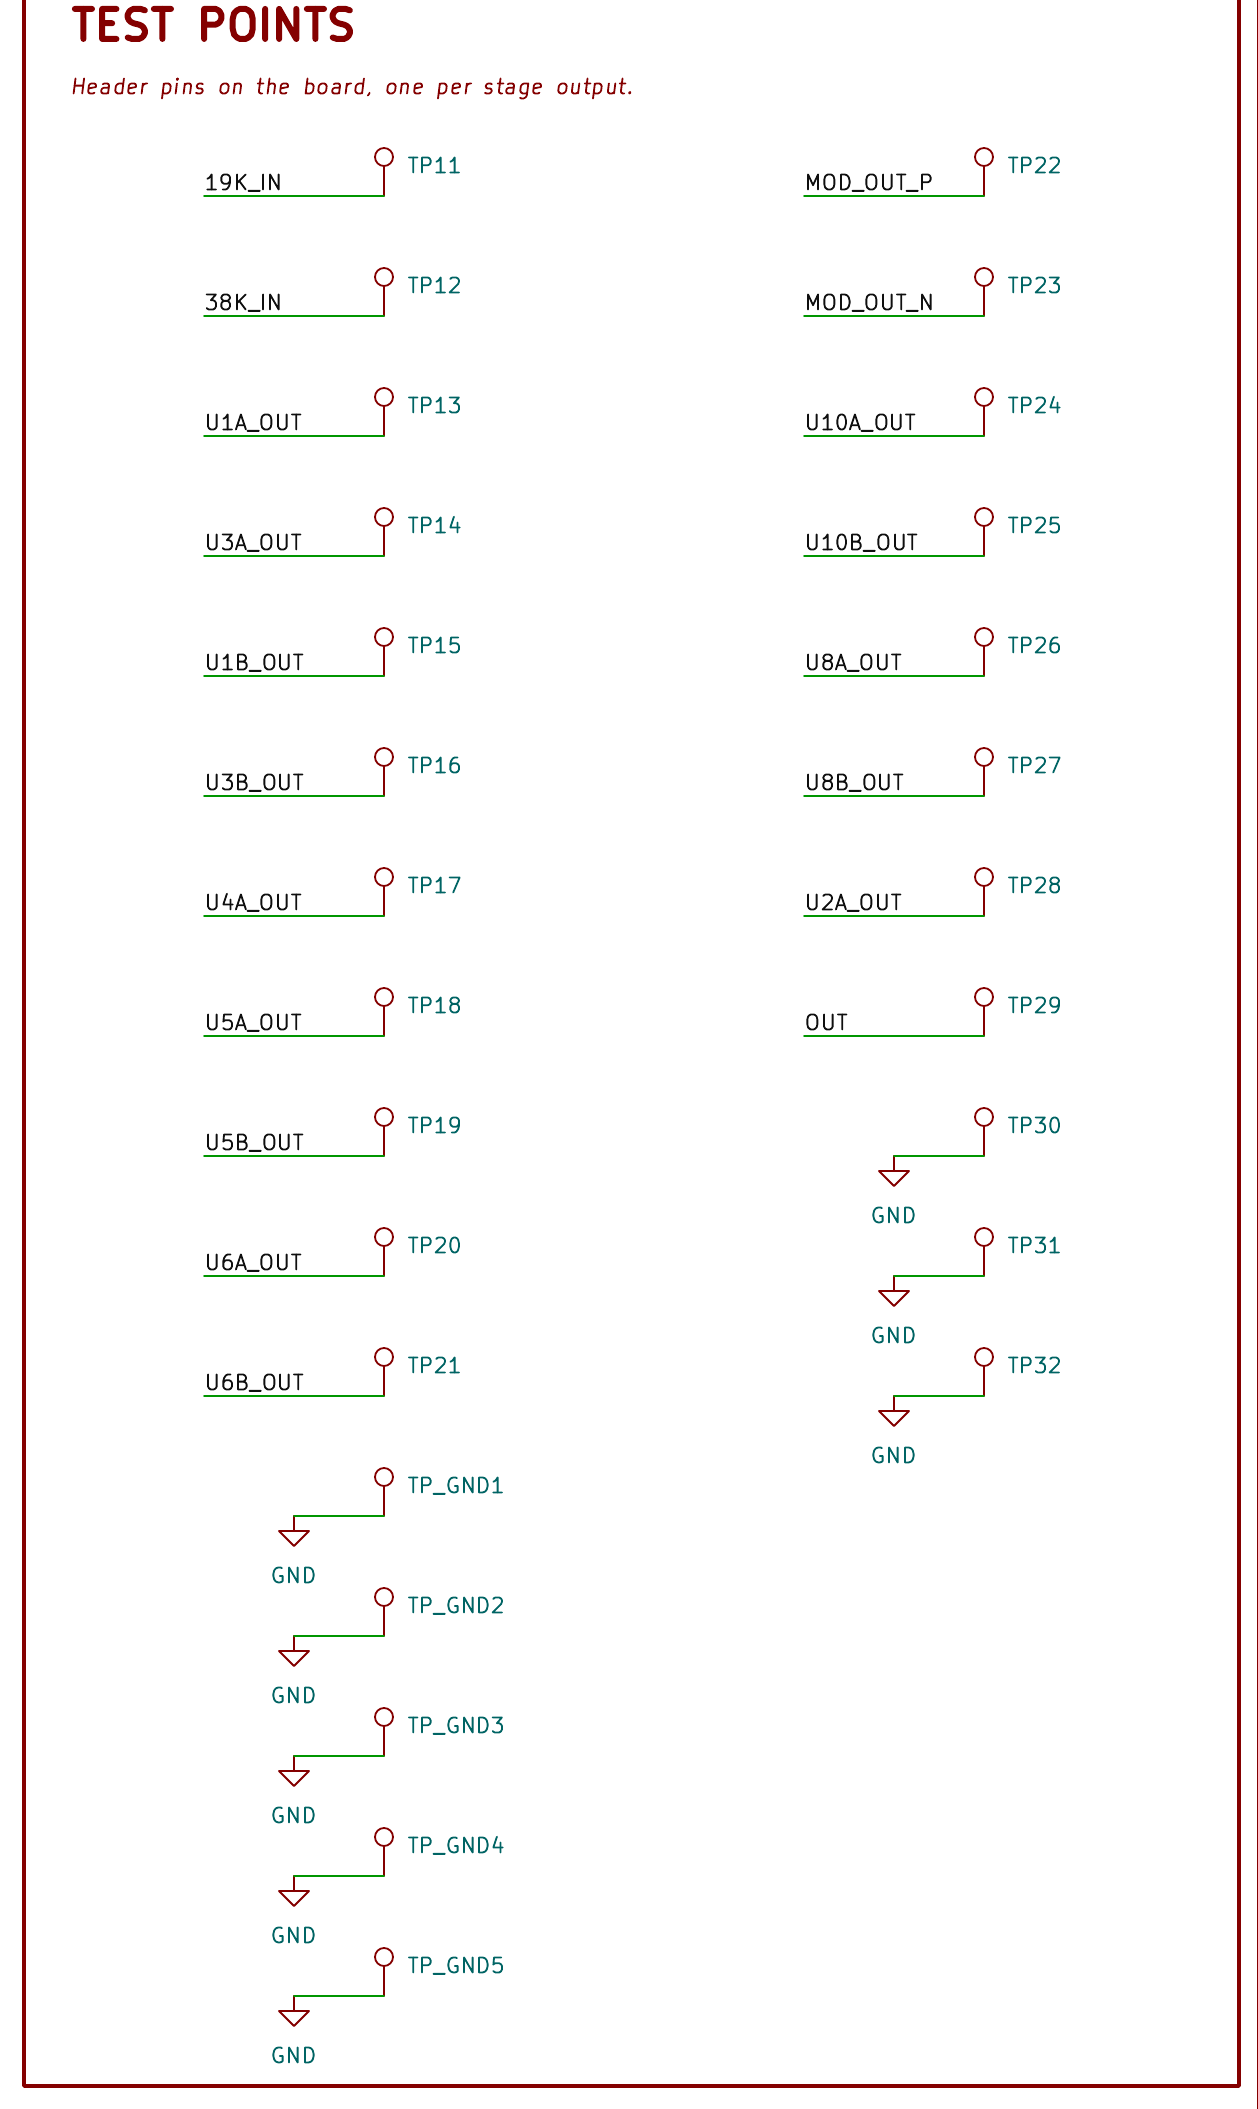 TEST POINTS
Header pins on the board, one per stage output.
19K_IN
TP11
38K_IN
TP12
U1A_OUT
TP13
U3A_OUT
TP14
U1B_OUT
TP15
U3B_OUT
TP16
U4A_OUT
TP17
U5A_OUT
TP18
U5B_OUT
TP19
U6A_OUT
TP20
U6B_OUT
TP21
TP_GND1
GND
TP_GND2
GND
TP_GND3
GND
TP_GND4
GND
TP_GND5
GND
MOD_OUT_P
TP22
MOD_OUT_N
TP23
U10A_OUT
TP24
U10B_OUT
TP25
U8A_OUT
TP26
U8B_OUT
TP27
U2A_OUT
TP28
OUT
TP29
TP30
GND
TP31
GND
TP32
GND